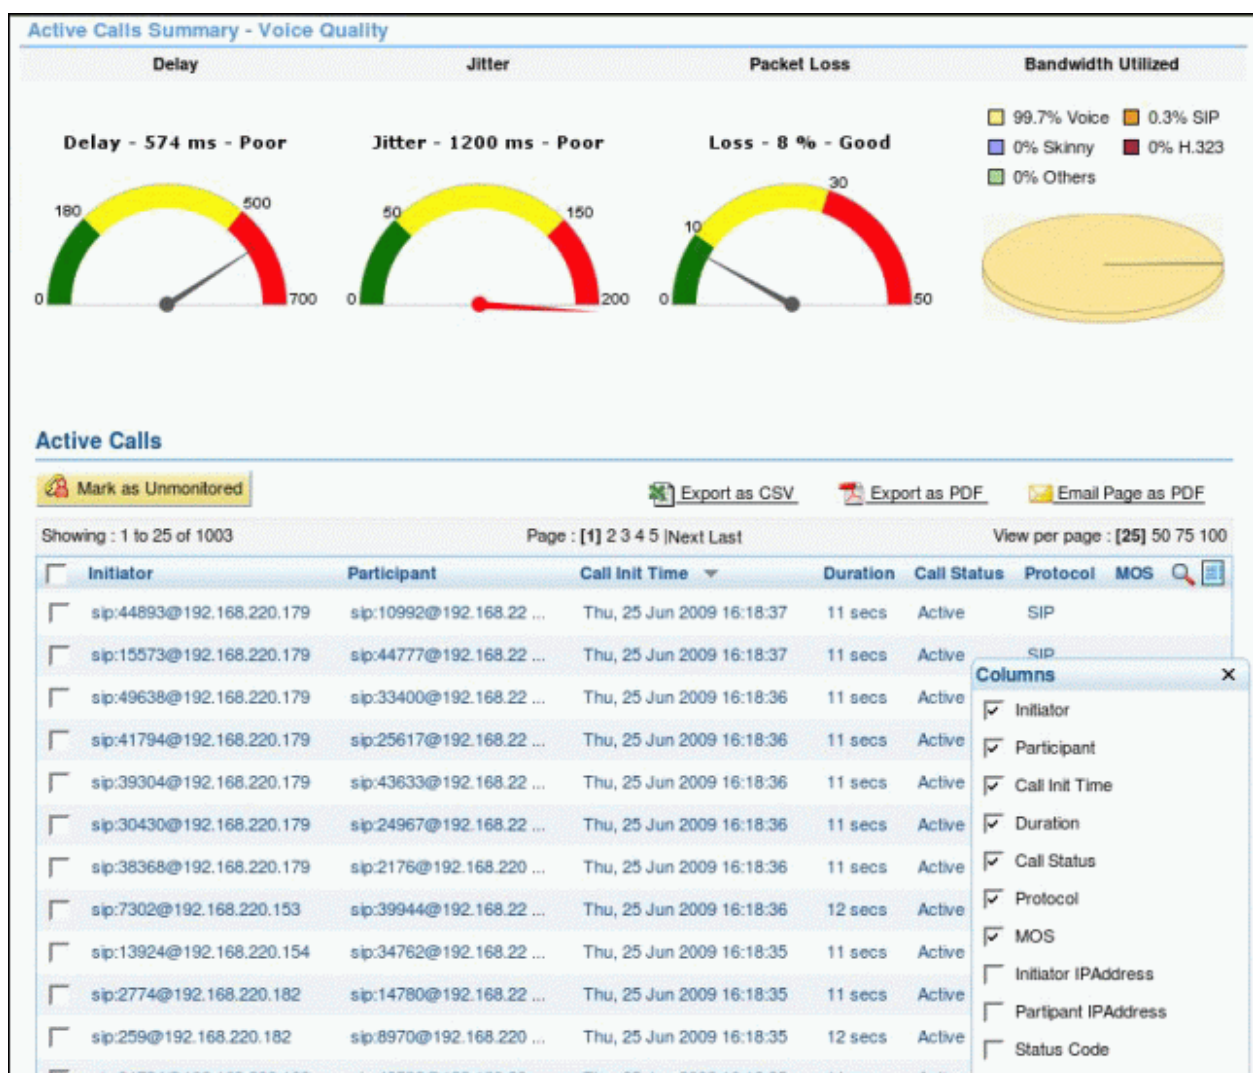 Active Calls Summary - Voice Quality
Delay Jitter Packet Loss Bandwidth Utilized
99.7% Voice 0.3% SIP
0% Skinny 0% H.323
0% Others
Delay - 574 ms - Poor Jitter - 1200 ms - Poor Loss - 8 % - Good
180 500 50 150 10 30
0 700 0 200 0 50
Active Calls
Mark as Unmonitored Export as CSV Export as PDF Email Page as PDF
Showing : 1 to 25 of 1003 Page : [1] 2 3 4 5 |Next Last View per page : [25] 50 75 100
Initiator Participant Call Init Time Duration Call Status Protocol MOS
sip:44893@192.168.220.179 sip:10992@192.168.22 ... Thu, 25 Jun 2009 16:18:37 11 secs Active SIP
sip:15573@192.168.220.179 sip:44777@192.168.22 ... Thu, 25 Jun 2009 16:18:37 11 secs Active SIP
sip:49638@192.168.220.179 sip:33400@192.168.22 ... Thu, 25 Jun 2009 16:18:36 11 secs Active
sip:41794@192.168.220.179 sip:25617@192.168.22 ... Thu, 25 Jun 2009 16:18:36 11 secs Active
sip:39304@192.168.220.179 sip:43633@192.168.22 ... Thu, 25 Jun 2009 16:18:36 11 secs Active
sip:30430@192.168.220.179 sip:24967@192.168.22 ... Thu, 25 Jun 2009 16:18:36 11 secs Active
sip:38368@192.168.220.179 sip:2176@192.168.220 ... Thu, 25 Jun 2009 16:18:36 11 secs Active
sip:7302@192.168.220.153 sip:39944@192.168.22 ... Thu, 25 Jun 2009 16:18:36 12 secs Active
sip:13924@192.168.220.154 sip:34762@192.168.22 ... Thu, 25 Jun 2009 16:18:35 11 secs Active
sip:2774@192.168.220.182 sip:14780@192.168.22 ... Thu, 25 Jun 2009 16:18:35 11 secs Active
sip:259@192.168.220.182 sip:8970@192.168.220 ... Thu, 25 Jun 2009 16:18:35 12 secs Active
Columns
Initiator
Participant
Call Init Time
Duration
Call Status
Protocol
MOS
Initiator IPAddress
Partipant IPAddress
Status Code